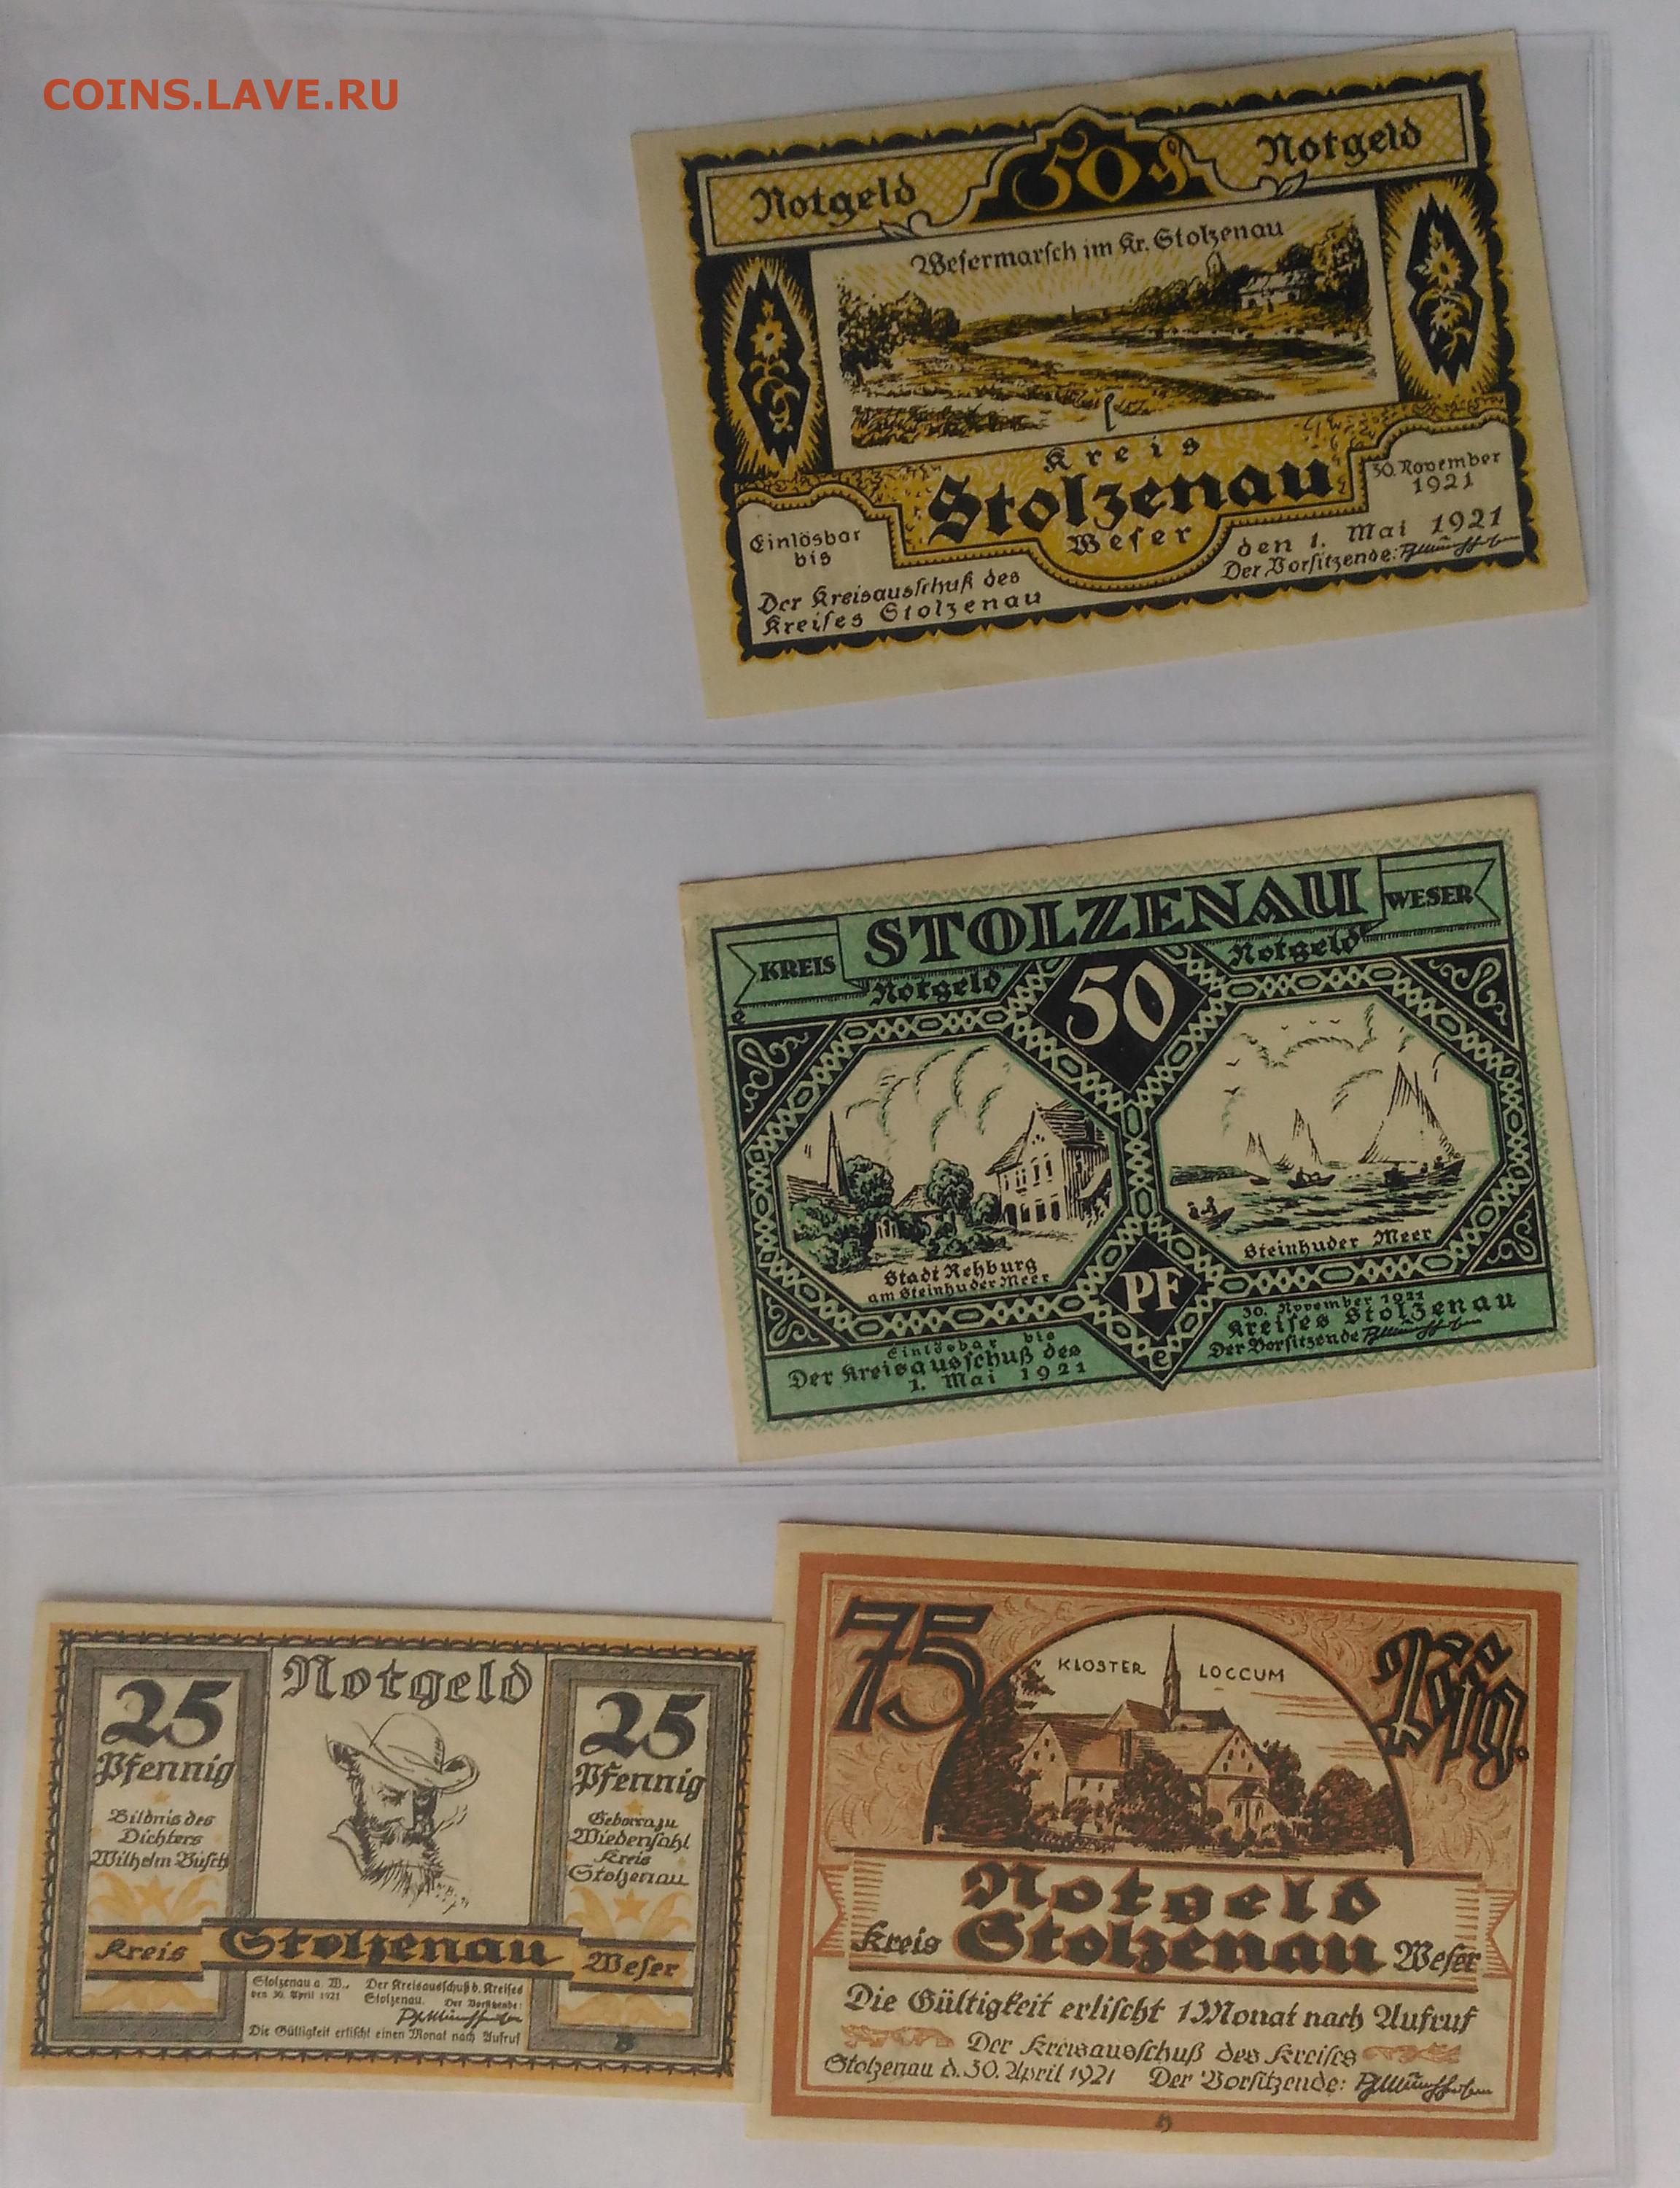 COINS.LAVE.RU
Notgeld 50 ₰ Notgeld
Wesermarsch im Kr. Stolzenau
Kreis
Stolzenau
Weser
Einlösbar
bis
30. November
1921
den 1. Mai 1921
Der Vorsitzende:
Der Kreisausschuß des
Kreises Stolzenau
KREIS STOLZENAU WESER
Notgeld 50 Notgeld
e
Stadt Rehburg
am Steinhuder Meer
Steinhuder Meer
PF
e
Einlösbar bis
Der Kreisausschuß des
1. Mai 1921
30. November 1921
Kreises Stolzenau
Der Vorsitzende
Notgeld
25
Pfennig
Bildnis des
Dichters
Wilhelm Busch
25
Pfennig
Geboren zu
Wiedensahl
Kreis
Stolzenau
Kreis Stolzenau Weser
Stolzenau a. W., Der Kreisausschuß d. Kreises
den 30. April 1921 Stolzenau. Der Vorsitzende:
Die Gültigkeit erlischt einen Monat nach Aufruf
75 Pfg.
KLOSTER LOCCUM
Notgeld
Kreis Stolzenau Weser
Die Gültigkeit erlischt 1 Monat nach Aufruf
Der Kreisausschuß des Kreises
Stolzenau d. 30. April 1921 Der Vorsitzende: